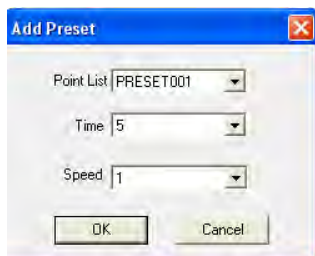 Add Preset
Point List PRESET001
Time 5
Speed 1
OK Cancel